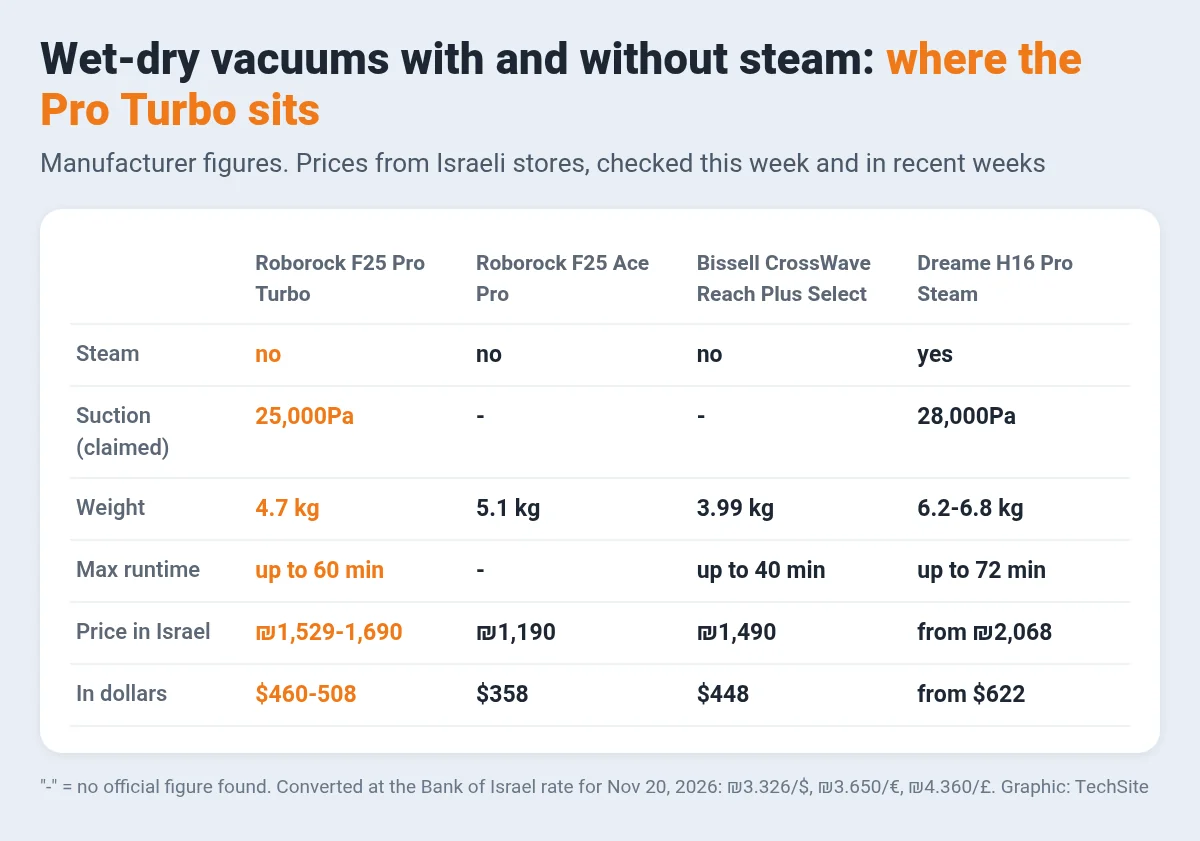 Wet-dry vacuums with and without steam: where the
Pro Turbo sits
Manufacturer figures. Prices from Israeli stores, checked this week and in recent weeks
Roborock F25 Pro
Turbo
Roborock F25 Ace
Pro
Bissell CrossWave
Reach Plus Select
Dreame H16 Pro
Steam
Steam no no no yes
Suction
(claimed) 25,000Pa - - 28,000Pa
Weight 4.7 kg 5.1 kg 3.99 kg 6.2-6.8 kg
Max runtime up to 60 min - up to 40 min up to 72 min
Price in Israel ₪1,529-1,690 ₪1,190 ₪1,490 from ₪2,068
In dollars $460-508 $358 $448 from $622
"-" = no official figure found. Converted at the Bank of Israel rate for Nov 20, 2026: ₪3.326/$, ₪3.650/€, ₪4.360/£. Graphic: TechSite